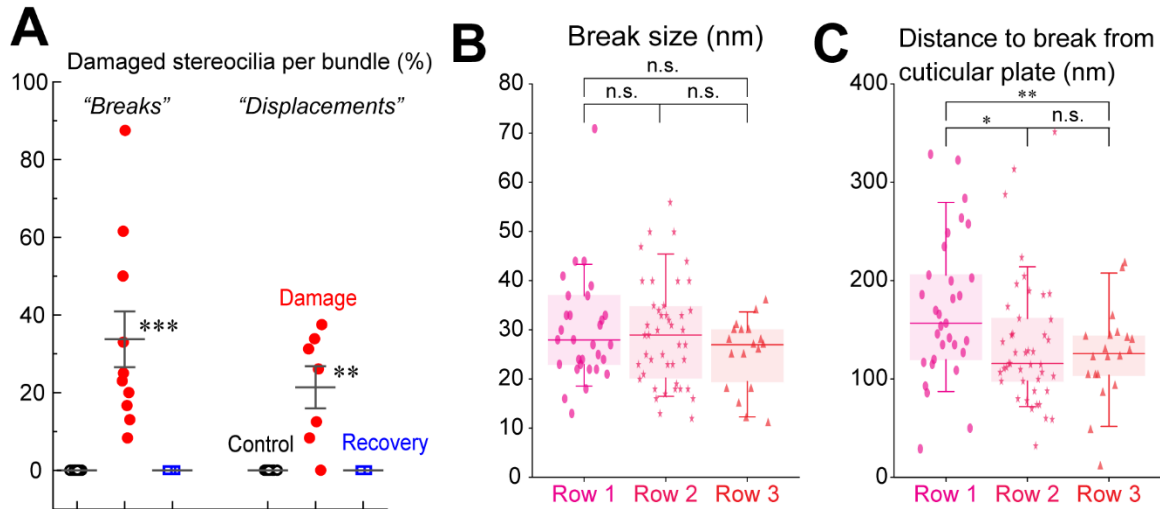 A
Damaged stereocilia per bundle (%)
“Breaks” “Displacements”
100
80
60
40
20
0
***
**
Damage
Control
Recovery
B
Break size (nm)
n.s.
n.s. n.s.
80
70
60
50
40
30
20
10
0
Row 1 Row 2 Row 3
C
Distance to break from
cuticular plate (nm)
**
* n.s.
400
300
200
100
0
Row 1 Row 2 Row 3